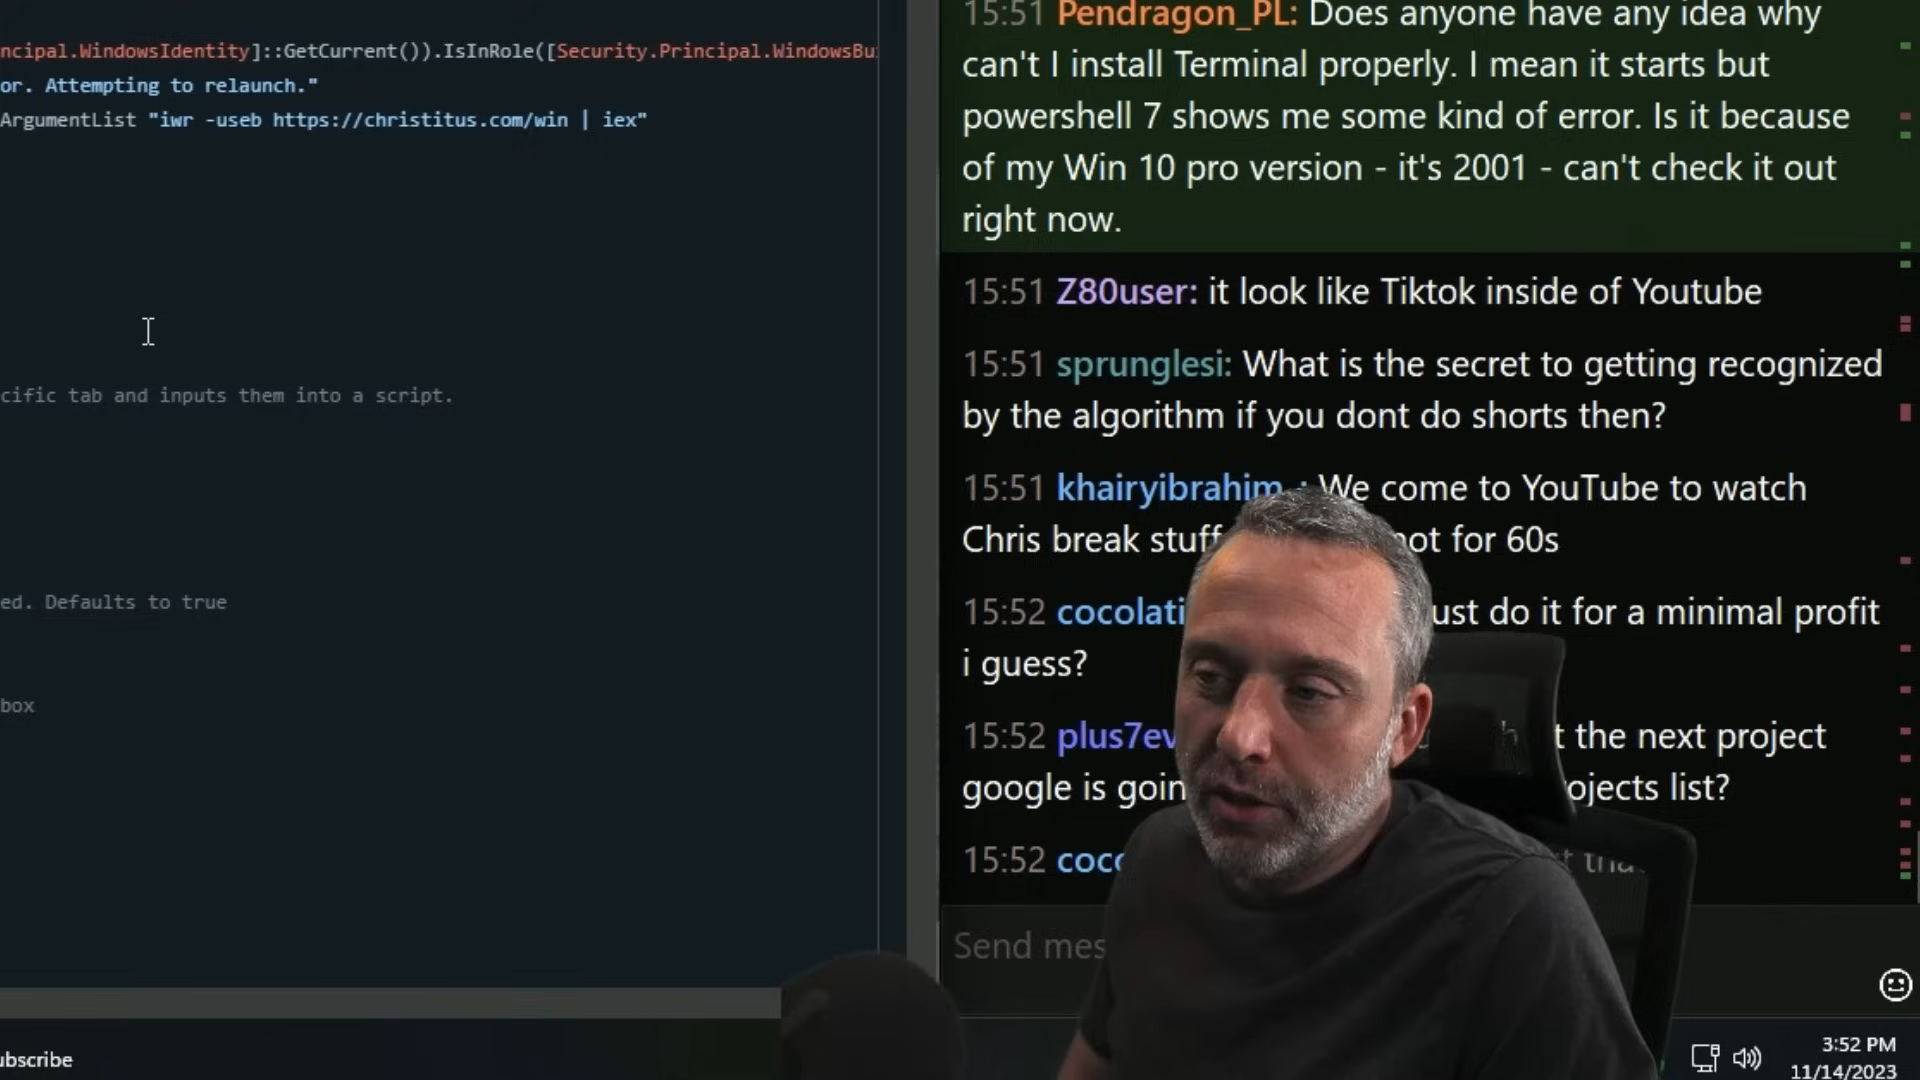 ncipal.WindowsIdentity]::GetCurrent()).IsInRole([Security.Principal.WindowsBu
or. Attempting to relaunch."
ArgumentList "iwr -useb https://christitus.com/win | iex"
cific tab and inputs them into a script.
ed. Defaults to true
box
ubscribe
15:51 Pendragon_PL: Does anyone have any idea why
can't I install Terminal properly. I mean it starts but
powershell 7 shows me some kind of error. Is it because
of my Win 10 pro version - it's 2001 - can't check it out
right now.
15:51 Z80user: it look like Tiktok inside of Youtube
15:51 sprunglesi: What is the secret to getting recognized
by the algorithm if you dont do shorts then?
15:51 khairyibrahim_: We come to YouTube to watch
Chris break stuff not for 60s
15:52 cocolati ust do it for a minimal profit
i guess?
15:52 plus7ev t the next project
google is goin ojects list?
15:52 coco
Send mes
3:52 PM
11/14/2023